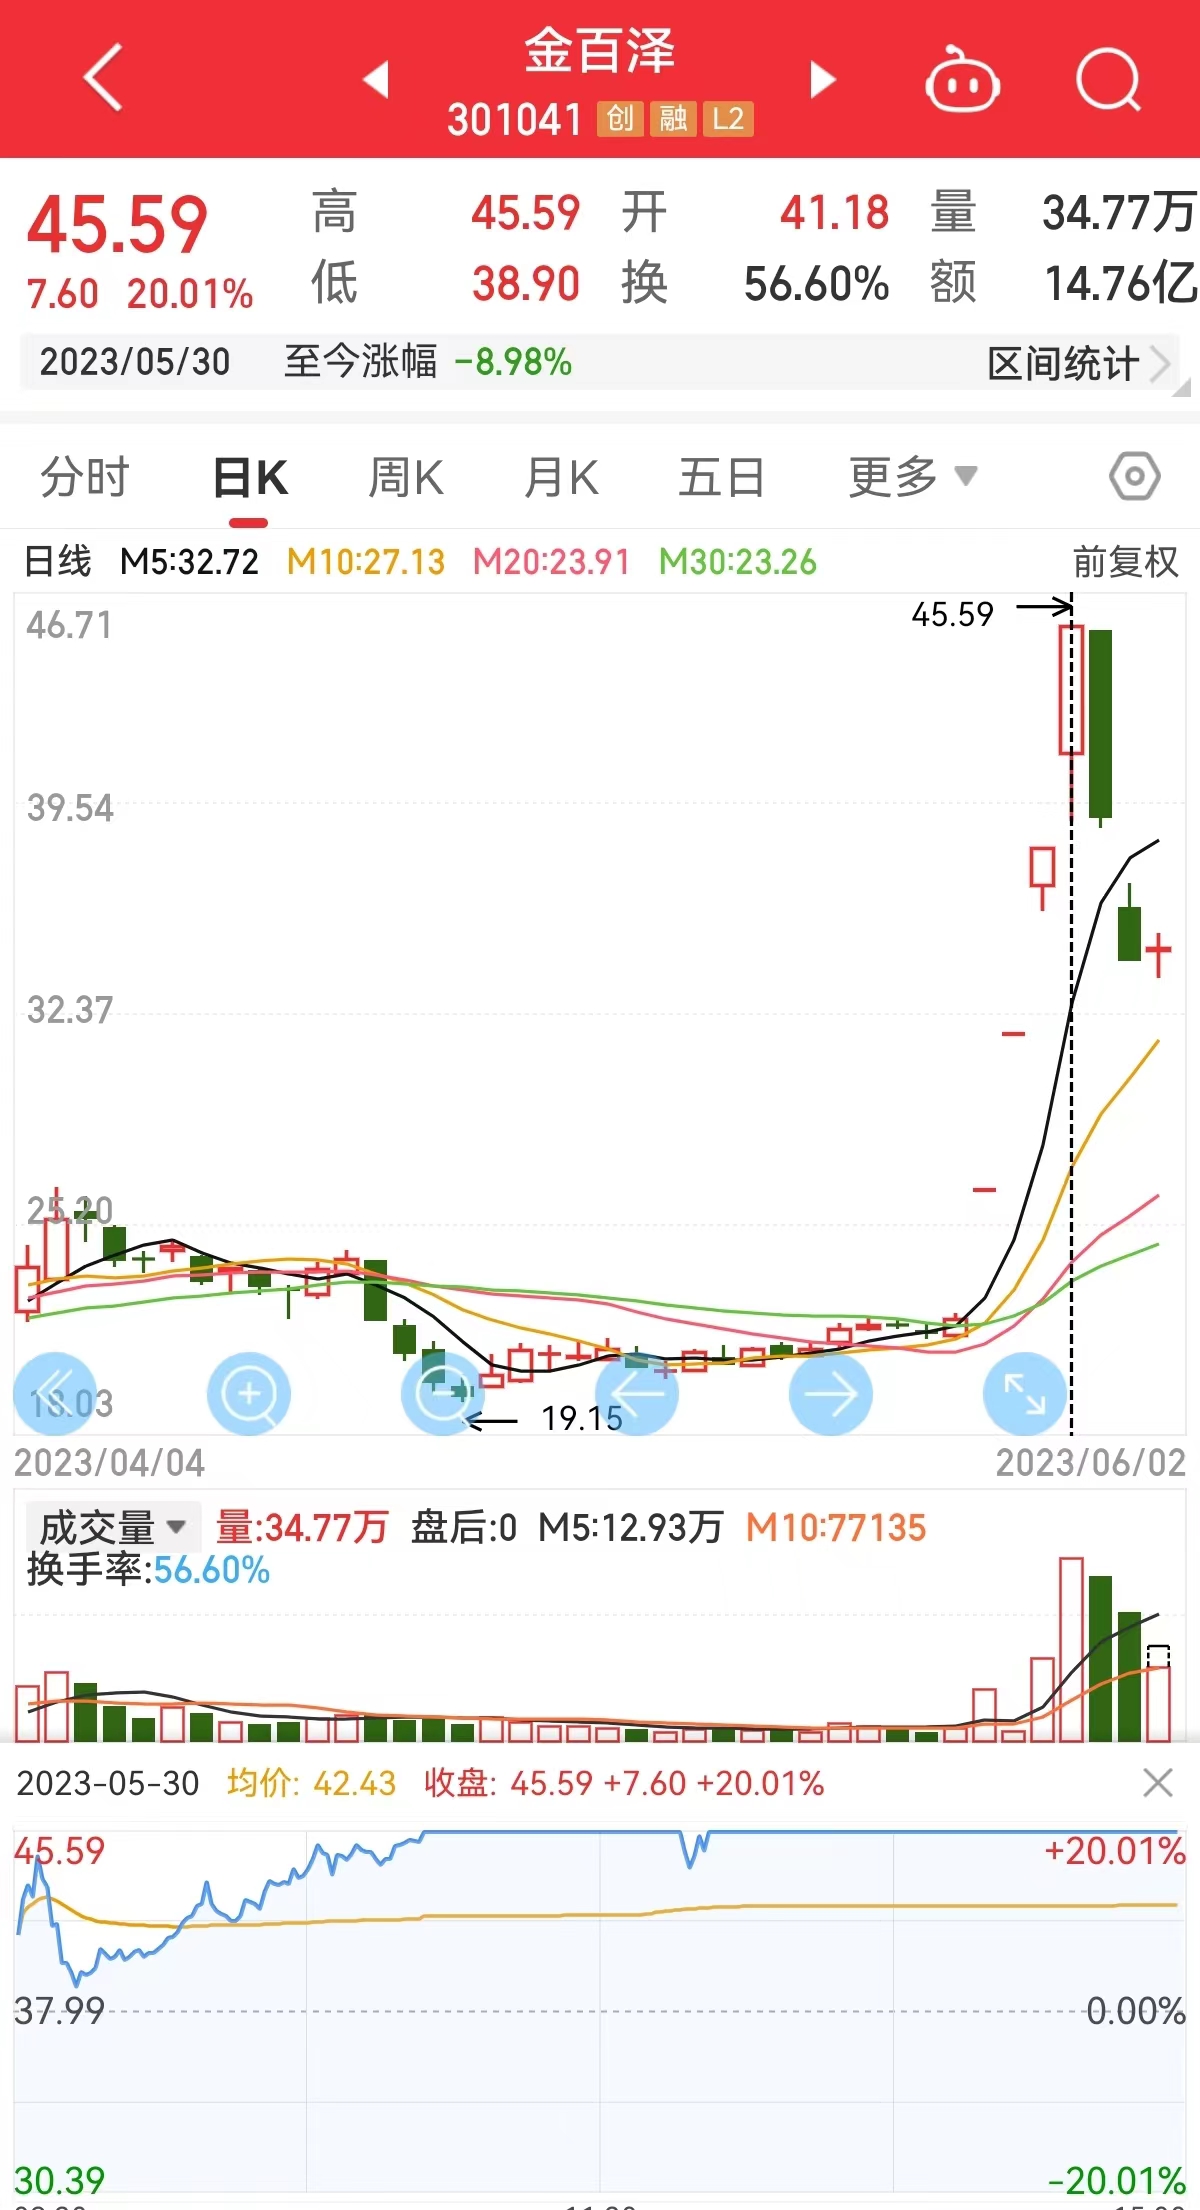 金百泽
301041 创 融 L2
45.59 高 45.59 开 41.18 量 34.77万
7.60 20.01% 低 38.90 换 56.60% 额 14.76亿
2023/05/30 至今涨幅 -8.98% 区间统计
分时 日K 周K 月K 五日 更多
日线 M5:32.72 M10:27.13 M20:23.91 M30:23.26 前复权
46.71
45.59
39.54
32.37
25.20
18.03
19.15
2023/04/04 2023/06/02
成交量 量:34.77万 盘后:0 M5:12.93万 M10:77135
换手率:56.60%
2023-05-30 均价: 42.43 收盘: 45.59 +7.60 +20.01%
45.59 +20.01%
37.99 0.00%
30.39 -20.01%